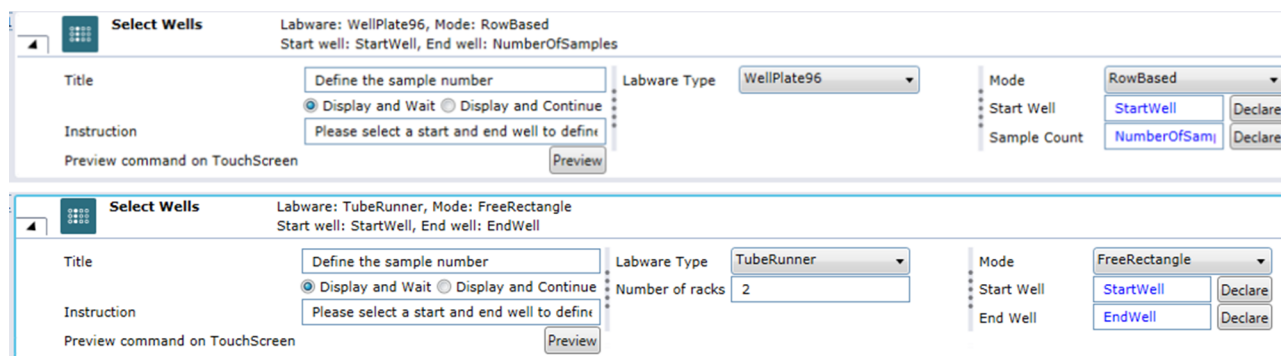 Select Wells Labware: WellPlate96, Mode: RowBased
Start well: StartWell, End well: NumberOfSamples
Title Define the sample number Labware Type WellPlate96 Mode RowBased
Display and Wait Display and Continue Start Well StartWell Declare
Instruction Please select a start and end well to define Sample Count NumberOfSam Declare
Preview command on TouchScreen Preview
Select Wells Labware: TubeRunner, Mode: FreeRectangle
Start well: StartWell, End well: EndWell
Title Define the sample number Labware Type TubeRunner Mode FreeRectangle
Display and Wait Display and Continue Number of racks 2 Start Well StartWell Declare
Instruction Please select a start and end well to define End Well EndWell Declare
Preview command on TouchScreen Preview